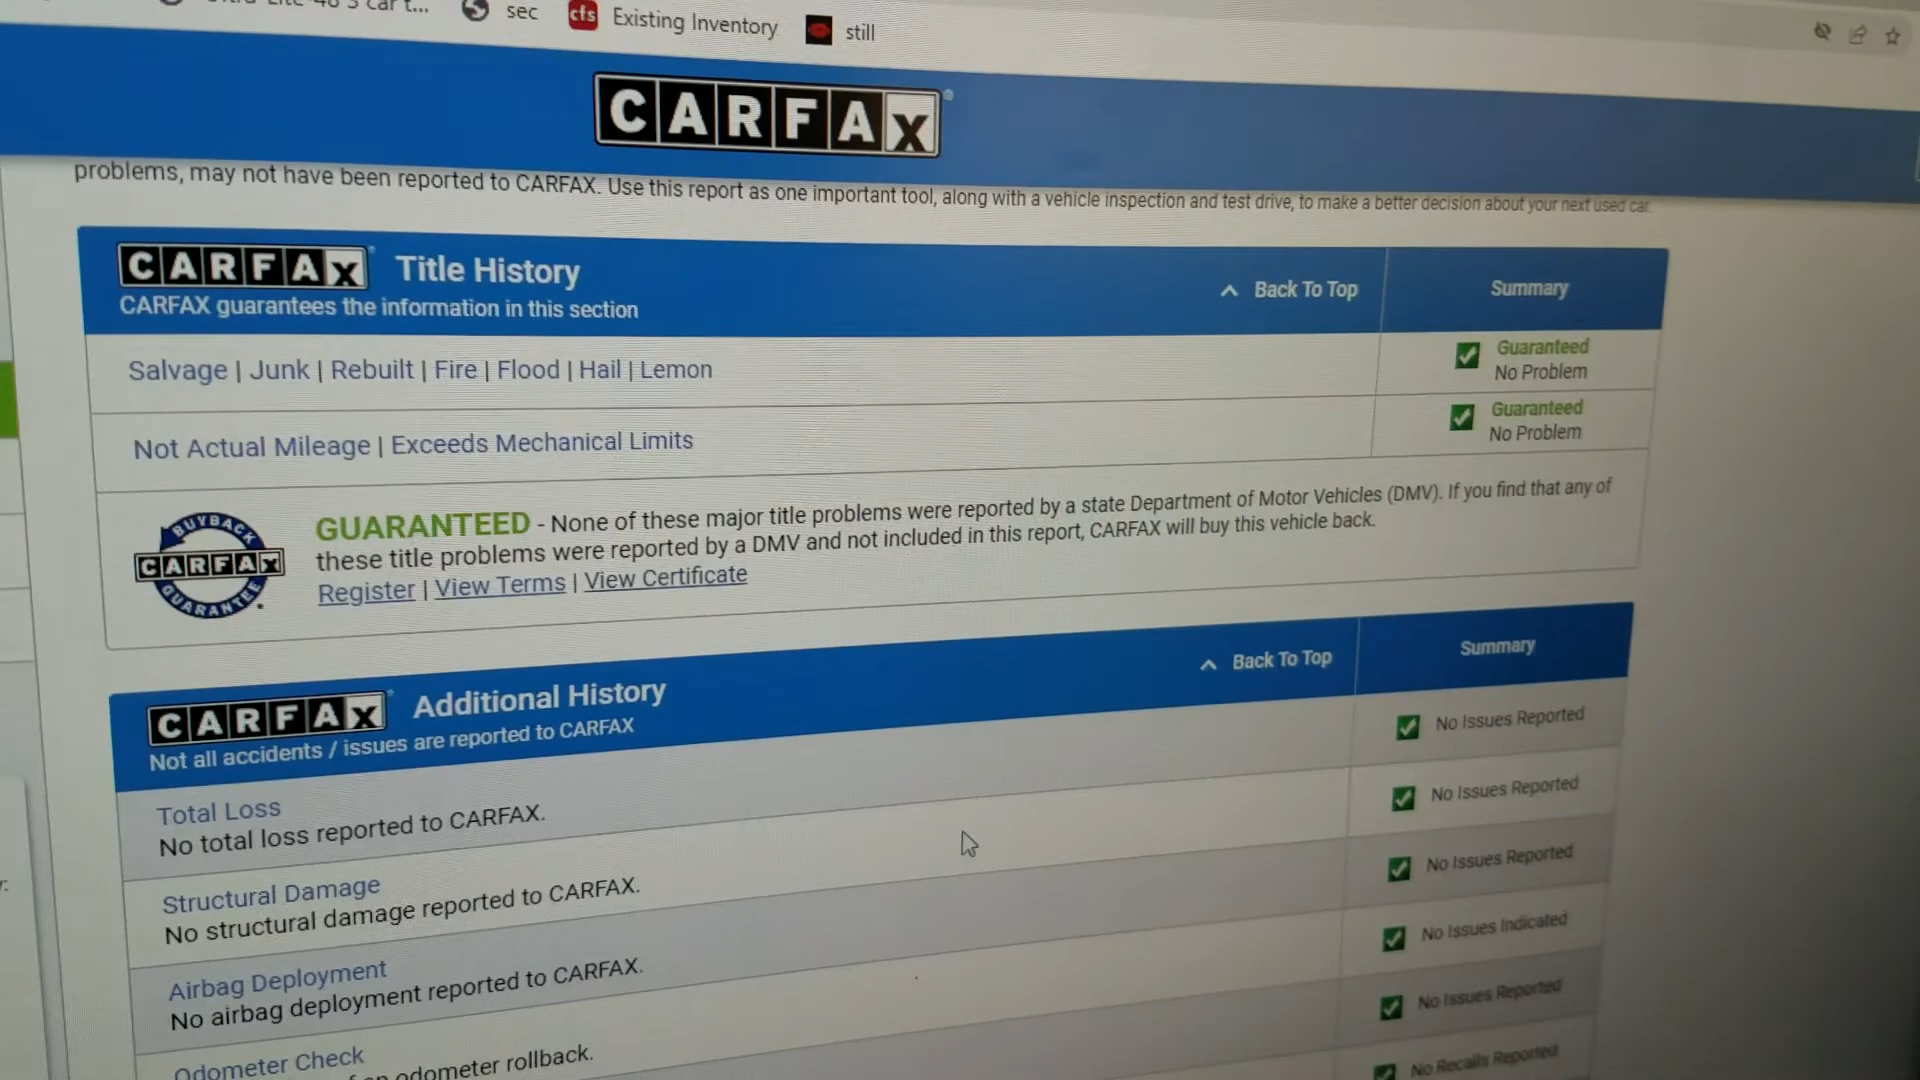 sec
cfs Existing Inventory
still
CARFAX
problems, may not have been reported to CARFAX. Use this report as one important tool, along with a vehicle inspection and test drive, to make a better decision about your next used car.
CARFAX Title History
CARFAX guarantees the information in this section
Back To Top
Summary
Salvage | Junk | Rebuilt | Fire | Flood | Hail | Lemon
Guaranteed
No Problem
Not Actual Mileage | Exceeds Mechanical Limits
Guaranteed
No Problem
BUYBACK
CARFAX
GUARANTEE
GUARANTEED - None of these major title problems were reported by a state Department of Motor Vehicles (DMV). If you find that any of
these title problems were reported by a DMV and not included in this report, CARFAX will buy this vehicle back.
Register | View Terms | View Certificate
CARFAX Additional History
Not all accidents / issues are reported to CARFAX
Back To Top
Summary
Total Loss
No total loss reported to CARFAX.
No Issues Reported
Structural Damage
No structural damage reported to CARFAX.
No Issues Reported
Airbag Deployment
No airbag deployment reported to CARFAX.
No Issues Reported
Odometer Check
odometer rollback.
No Issues Indicated
No Issues Reported
No Recalls Reported